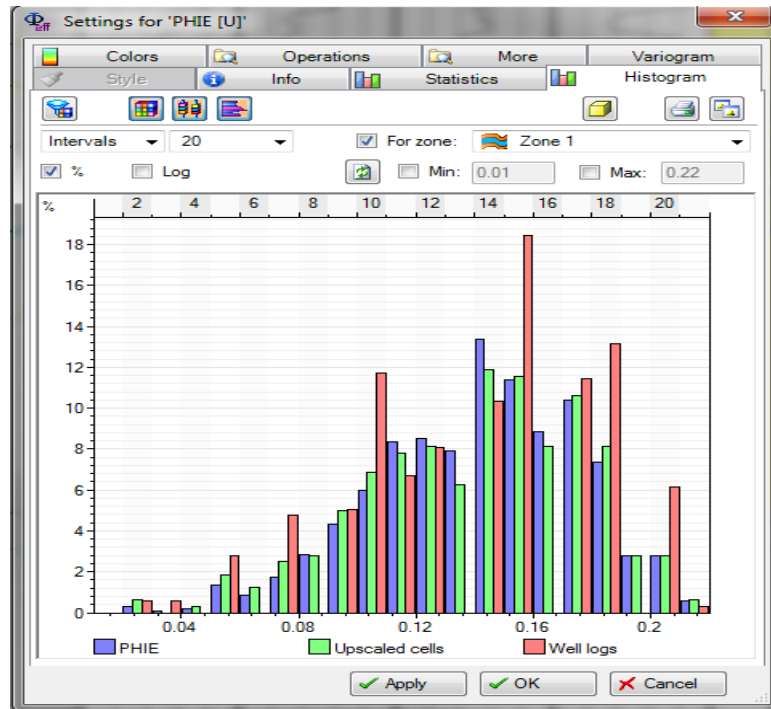 Φeff Settings for 'PHIE [U]'
Colors Operations More Variogram
Style Info Statistics Histogram
Intervals 20 For zone: Zone 1
% Log Min: 0.01 Max: 0.22
% 2 4 6 8 10 12 14 16 18 20
18
16
14
12
10
8
6
4
2
0
0.04 0.08 0.12 0.16 0.2
PHIE Upscaled cells Well logs
Apply OK Cancel